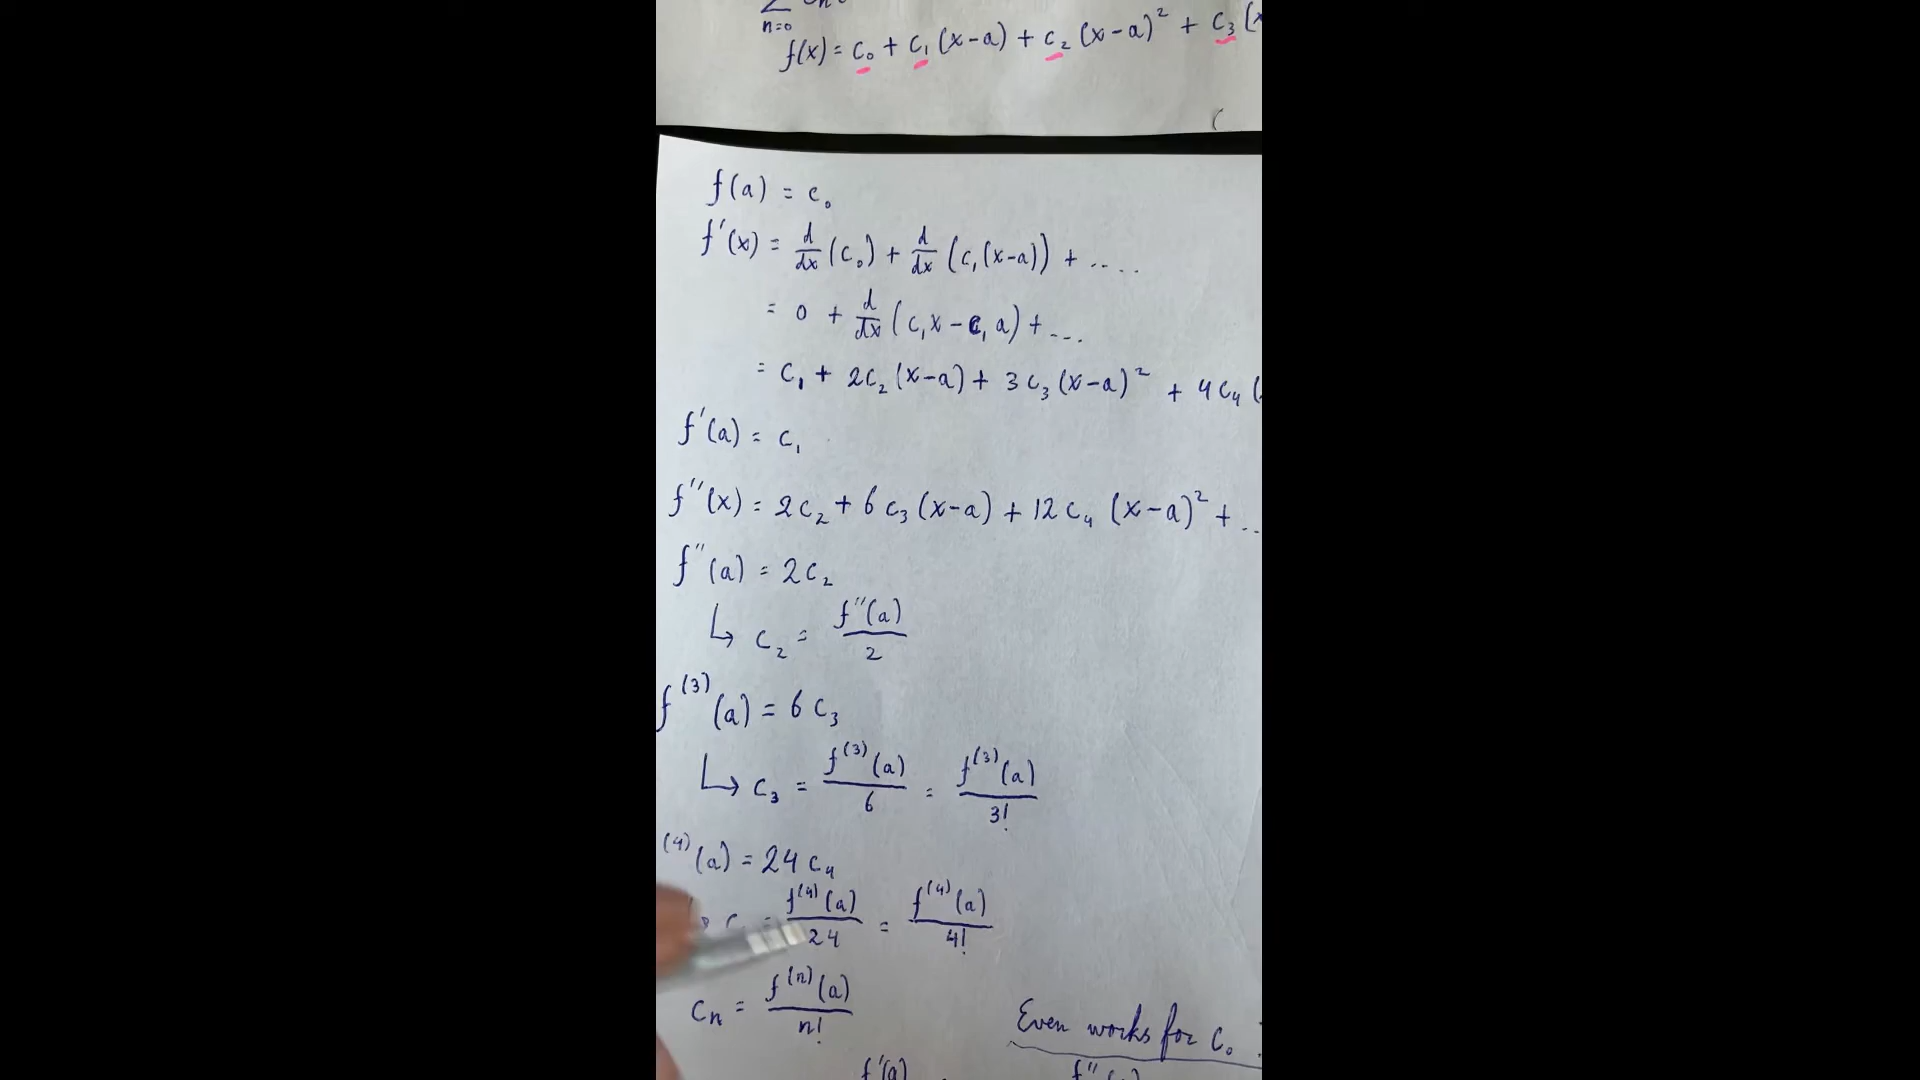 n=0
f(x) = c₀ + c₁(x-a) + c₂(x-a)² + c₃(x
(
f(a) = c₀
f'(x) = d/dx (c₀) + d/dx (c₁(x-a)) + ....
= 0 + d/dx (c₁x - c₁a) + ...
= c₁ + 2c₂(x-a) + 3c₃(x-a)² + 4c₄(
f'(a) = c₁
f''(x) = 2c₂ + 6c₃(x-a) + 12c₄(x-a)² + ..
f''(a) = 2c₂
↳ c₂ = f''(a)/2
f⁽³⁾(a) = 6c₃
↳ c₃ = f⁽³⁾(a)/6 = f⁽³⁾(a)/3!
⁽⁴⁾(a) = 24c₄
= f⁽⁴⁾(a)/24 = f⁽⁴⁾(a)/4!
cₙ = f⁽ⁿ⁾(a)/n!
Even works for c₀
f'(a)